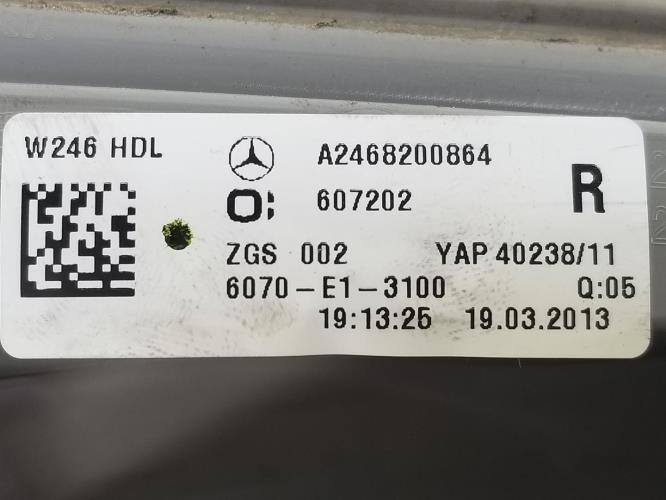 W246 HDL A2468200864
O: 607202 R
ZGS 002 YAP 40238/11
6070-E1-3100 Q:05
19:13:25 19.03.2013